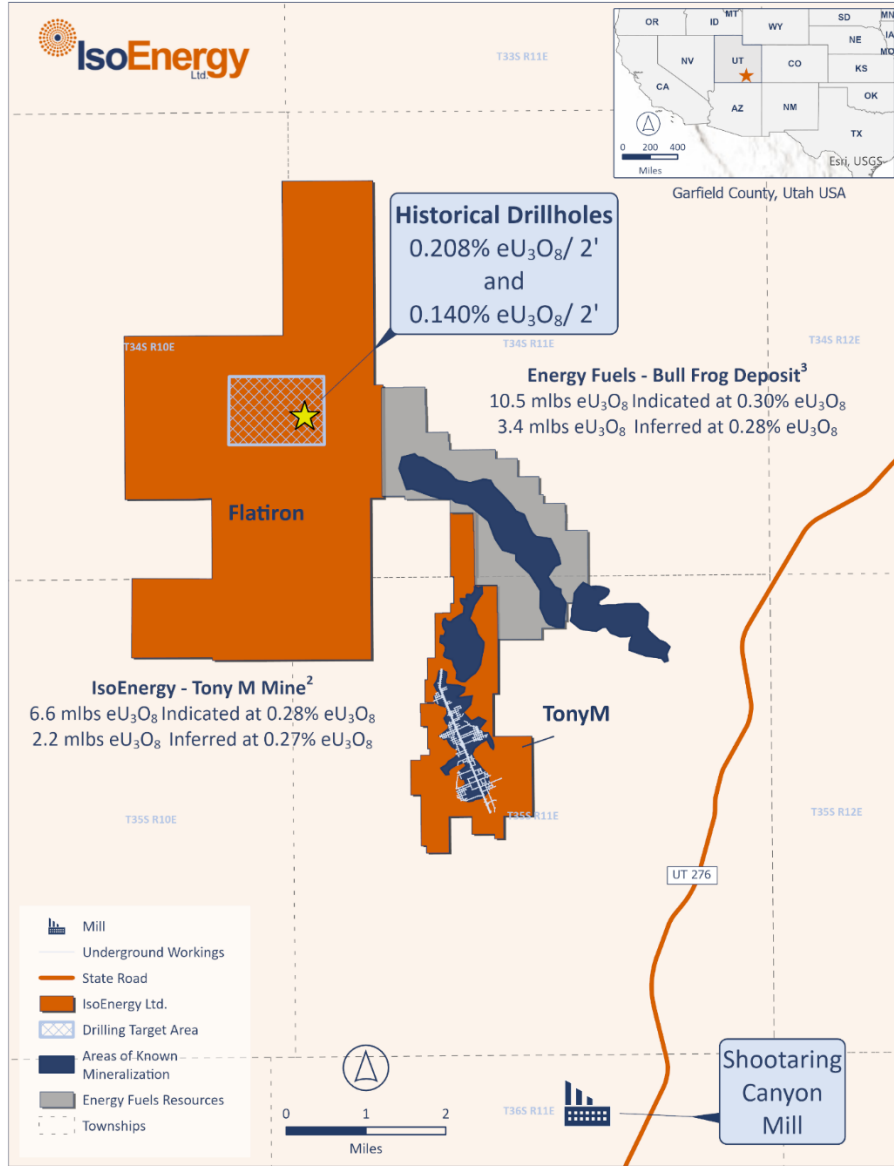 IsoEnergy
Ltd.
T33S R11E
OR
ID
MT
WY
SD
MN
NE
IA
MO
NV
UT
CO
KS
CA
OK
AZ
NM
TX
0 200 400
Miles
Esri, USGS
Garfield County, Utah USA
Historical Drillholes
0.208% eU₃O₈/ 2'
and
0.140% eU₃O₈/ 2'
T34S R10E
T34S R11E
T34S R12E
Energy Fuels - Bull Frog Deposit³
10.5 mlbs eU₃O₈ Indicated at 0.30% eU₃O₈
3.4 mlbs eU₃O₈ Inferred at 0.28% eU₃O₈
Flatiron
IsoEnergy - Tony M Mine²
6.6 mlbs eU₃O₈ Indicated at 0.28% eU₃O₈
2.2 mlbs eU₃O₈ Inferred at 0.27% eU₃O₈
TonyM
T35S R10E
T35S R11E
T35S R12E
UT 276
Mill
Underground Workings
State Road
IsoEnergy Ltd.
Drilling Target Area
Areas of Known
Mineralization
Energy Fuels Resources
Townships
0 1 2
Miles
T36S R11E
Shootaring
Canyon
Mill